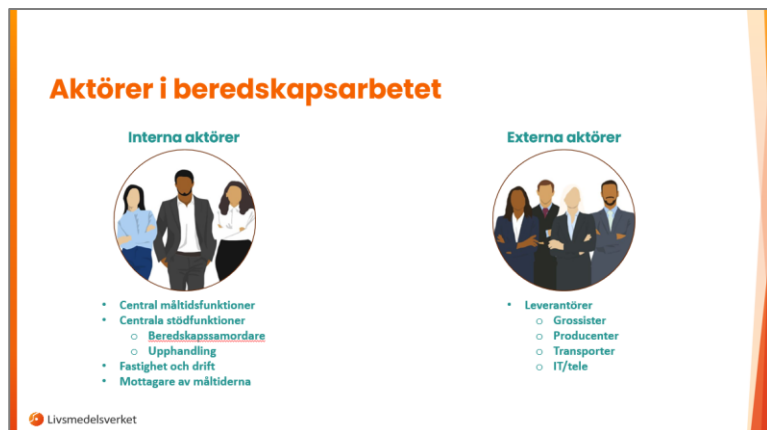 Aktörer i beredskapsarbetet
Interna aktörer
• Central måltidsfunktioner
• Centrala stödfunktioner
o Beredskapssamordare
o Upphandling
• Fastighet och drift
• Mottagare av måltiderna
Externa aktörer
• Leverantörer
o Grossister
o Producenter
o Transporter
o IT/tele
Livsmedelsverket